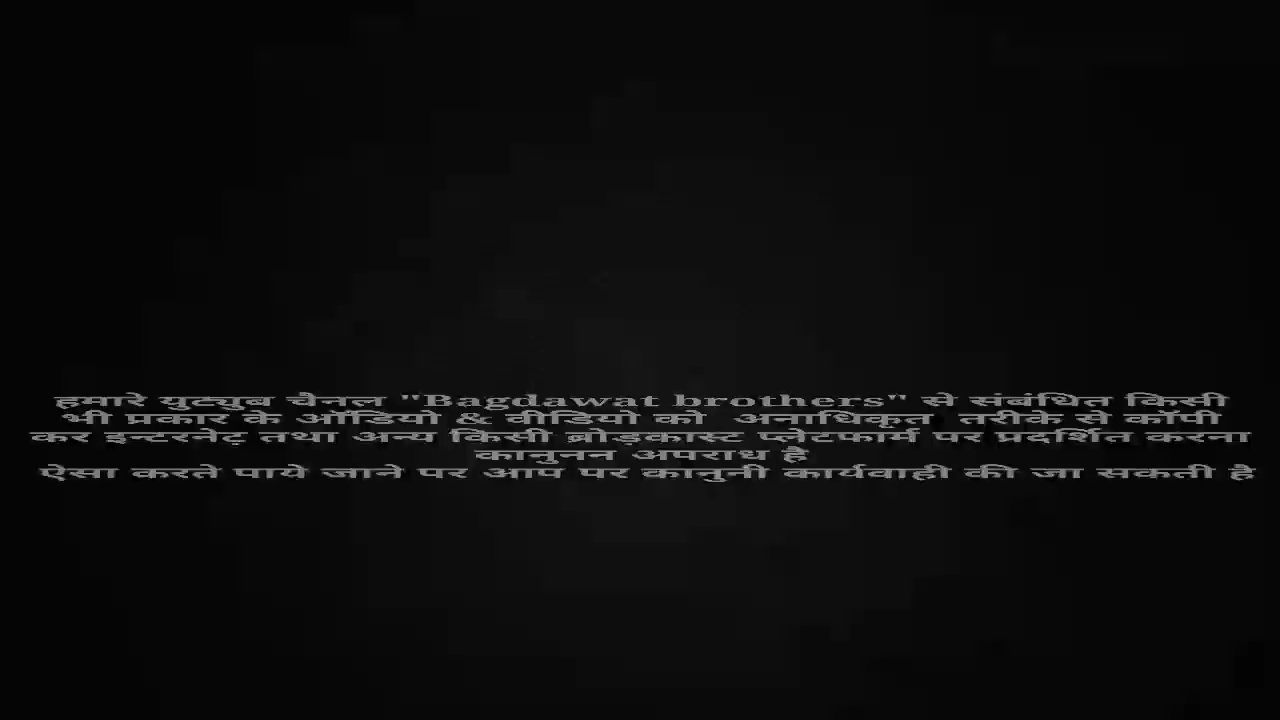 हमारे युट्युब चैनल "Bagdawat brothers" से संबंधित किसी
भी प्रकार के ऑडियो & वीडियो को अनाधिकृत तरीके से कॉपी
कर इन्टरनेट् तथा अन्य किसी ब्रोड़कास्ट प्लेटफार्म पर प्रदर्शित करना
कानुनन अपराध है
ऐसा करते पाये जाने पर आप पर कानुनी कार्यवाही की जा सकती है